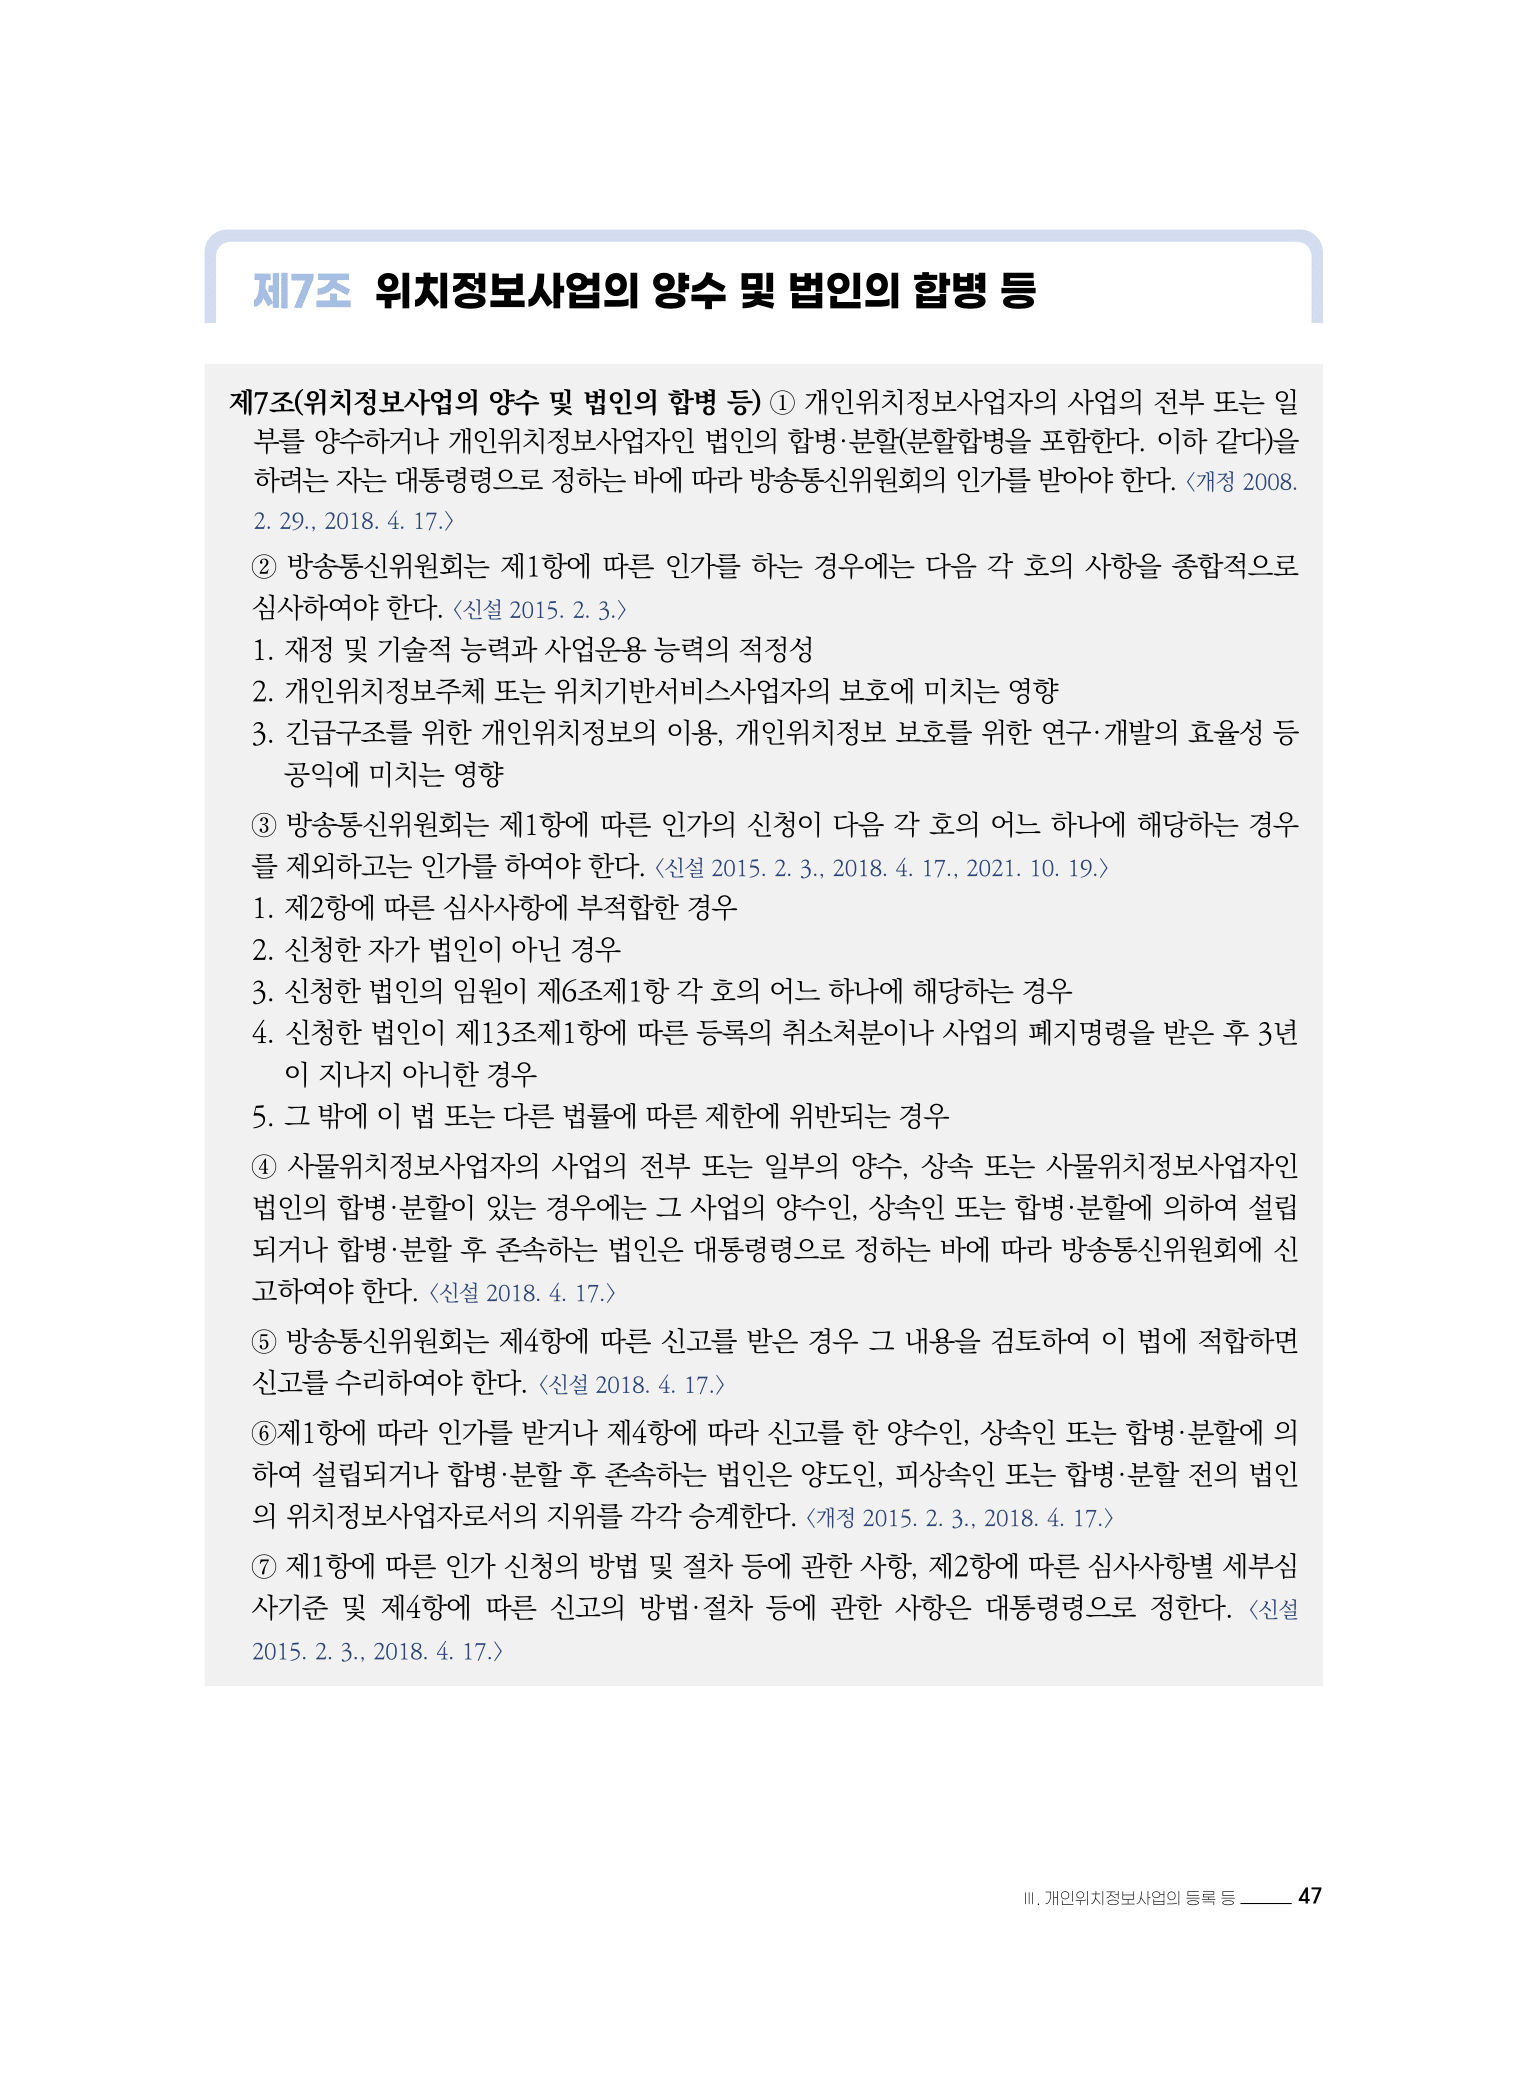 제7조 위치정보사업의 양수 및 법인의 합병 등
제7조(위치정보사업의 양수 및 법인의 합병 등) ① 개인위치정보사업자의 사업의 전부 또는 일
부를 양수하거나 개인위치정보사업자인 법인의 합병·분할(분할합병을 포함한다. 이하 같다)을
하려는 자는 대통령령으로 정하는 바에 따라 방송통신위원회의 인가를 받아야 한다. 〈개정 2008.
2. 29., 2018. 4. 17.〉
② 방송통신위원회는 제1항에 따른 인가를 하는 경우에는 다음 각 호의 사항을 종합적으로
심사하여야 한다. 〈신설 2015. 2. 3.〉
1. 재정 및 기술적 능력과 사업운용 능력의 적정성
2. 개인위치정보주체 또는 위치기반서비스사업자의 보호에 미치는 영향
3. 긴급구조를 위한 개인위치정보의 이용, 개인위치정보 보호를 위한 연구·개발의 효율성 등
공익에 미치는 영향
③ 방송통신위원회는 제1항에 따른 인가의 신청이 다음 각 호의 어느 하나에 해당하는 경우
를 제외하고는 인가를 하여야 한다. 〈신설 2015. 2. 3., 2018. 4. 17., 2021. 10. 19.〉
1. 제2항에 따른 심사사항에 부적합한 경우
2. 신청한 자가 법인이 아닌 경우
3. 신청한 법인의 임원이 제6조제1항 각 호의 어느 하나에 해당하는 경우
4. 신청한 법인이 제13조제1항에 따른 등록의 취소처분이나 사업의 폐지명령을 받은 후 3년
이 지나지 아니한 경우
5. 그 밖에 이 법 또는 다른 법률에 따른 제한에 위반되는 경우
④ 사물위치정보사업자의 사업의 전부 또는 일부의 양수, 상속 또는 사물위치정보사업자인
법인의 합병·분할이 있는 경우에는 그 사업의 양수인, 상속인 또는 합병·분할에 의하여 설립
되거나 합병·분할 후 존속하는 법인은 대통령령으로 정하는 바에 따라 방송통신위원회에 신
고하여야 한다. 〈신설 2018. 4. 17.〉
⑤ 방송통신위원회는 제4항에 따른 신고를 받은 경우 그 내용을 검토하여 이 법에 적합하면
신고를 수리하여야 한다. 〈신설 2018. 4. 17.〉
⑥제1항에 따라 인가를 받거나 제4항에 따라 신고를 한 양수인, 상속인 또는 합병·분할에 의
하여 설립되거나 합병·분할 후 존속하는 법인은 양도인, 피상속인 또는 합병·분할 전의 법인
의 위치정보사업자로서의 지위를 각각 승계한다. 〈개정 2015. 2. 3., 2018. 4. 17.〉
⑦ 제1항에 따른 인가 신청의 방법 및 절차 등에 관한 사항, 제2항에 따른 심사사항별 세부심
사기준 및 제4항에 따른 신고의 방법·절차 등에 관한 사항은 대통령령으로 정한다. 〈신설
2015. 2. 3., 2018. 4. 17.〉
Ⅲ. 개인위치정보사업의 등록 등 47